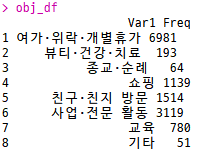 > obj_df
Var1 Freq
1 여가·위락·개별휴가 6981
2 뷰티·건강·치료 193
3 종교·순례 64
4 쇼핑 1139
5 친구·친지 방문 1514
6 사업·전문 활동 3119
7 교육 780
8 기타 51